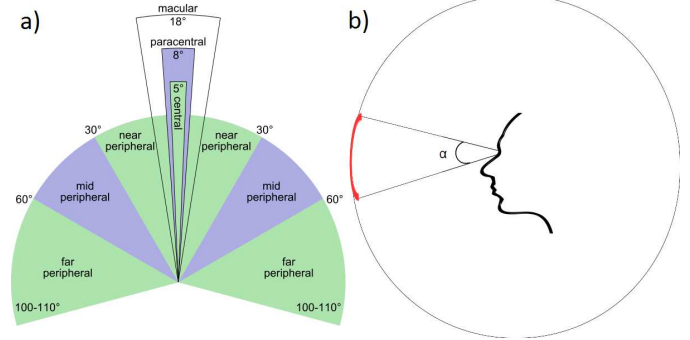 a)
macular
18°
paracentral
8°
5°
central
30°
near
peripheral
near
peripheral
30°
60°
mid
peripheral
mid
peripheral
60°
far
peripheral
far
peripheral
100-110°
100-110°
b)
α